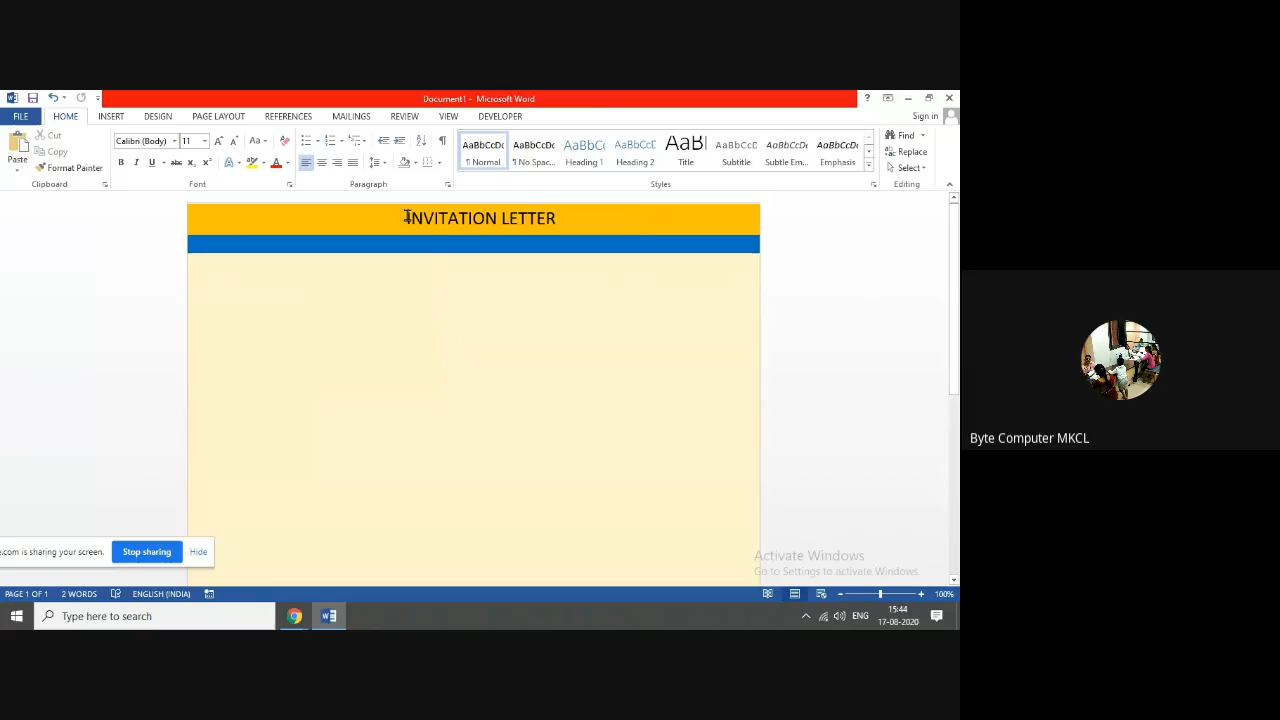 Document1 - Microsoft Word
FILE HOME INSERT DESIGN PAGE LAYOUT REFERENCES MAILINGS REVIEW VIEW DEVELOPER Sign in
Paste Cut Copy Format Painter
Calibri (Body) 11
AaBbCcDc AaBbCcDc AaBbCc AaBbCcC AaBl AaBbCcD AaBbCcDc AaBbCcDc
¶ Normal ¶ No Spac... Heading 1 Heading 2 Title Subtitle Subtle Em... Emphasis
Find
Replace
Select
Clipboard Font Paragraph Styles Editing
INVITATION LETTER
Byte Computer MKCL
e.com is sharing your screen. Stop sharing Hide
Activate Windows
Go to Settings to activate Windows.
PAGE 1 OF 1 2 WORDS ENGLISH (INDIA) 100%
Type here to search
ENG
15:44
17-08-2020